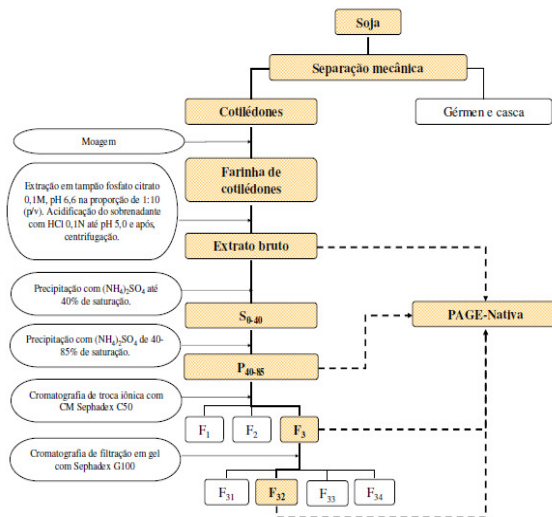 Soja
Separação mecânica
Cotilédones
Gérmen e casca
Moagem
Farinha de
cotilédones
Extração em tampão fosfato citrato
0,1M, pH 6,6 na proporção de 1:10
(p/v). Acidificação do sobrenadante
com HCl 0,1N até pH 5,0 e após,
centrifugação.
Extrato bruto
Precipitação com (NH4)2SO4 até
40% de saturação.
S0-40
PAGE-Nativa
Precipitação com (NH4)2SO4 de 40-
85% de saturação.
P40-85
Cromatografia de troca iônica com
CM Sephadex C50
F1
F2
F3
Cromatografia de filtração em gel
com Sephadex G100
F31
F32
F33
F34